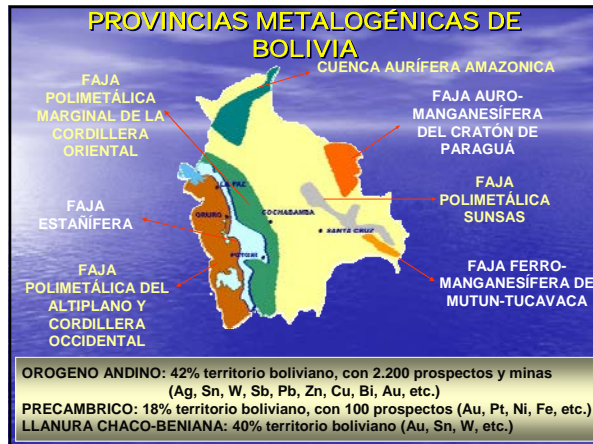 PROVINCIAS METALOGÉNICAS DE
BOLIVIA
CUENCA AURÍFERA AMAZONICA
FAJA
POLIMETÁLICA
MARGINAL DE LA
CORDILLERA
ORIENTAL
FAJA AURO-
MANGANESÍFERA
DEL CRATÓN DE
PARAGUÁ
FAJA
ESTAÑÍFERA
FAJA
POLIMETÁLICA
SUNSAS
FAJA
POLIMETÁLICA DEL
ALTIPLANO Y
CORDILLERA
OCCIDENTAL
FAJA FERRO-
MANGANESÍFERA DE
MUTUN-TUCAVACA
LA PAZ
ORURO
COCHABAMBA
SANTA CRUZ
POTOSI
OROGENO ANDINO: 42% territorio boliviano, con 2.200 prospectos y minas
(Ag, Sn, W, Sb, Pb, Zn, Cu, Bi, Au, etc.)
PRECAMBRICO: 18% territorio boliviano, con 100 prospectos (Au, Pt, Ni, Fe, etc.)
LLANURA CHACO-BENIANA: 40% territorio boliviano (Au, Sn, W, etc.)